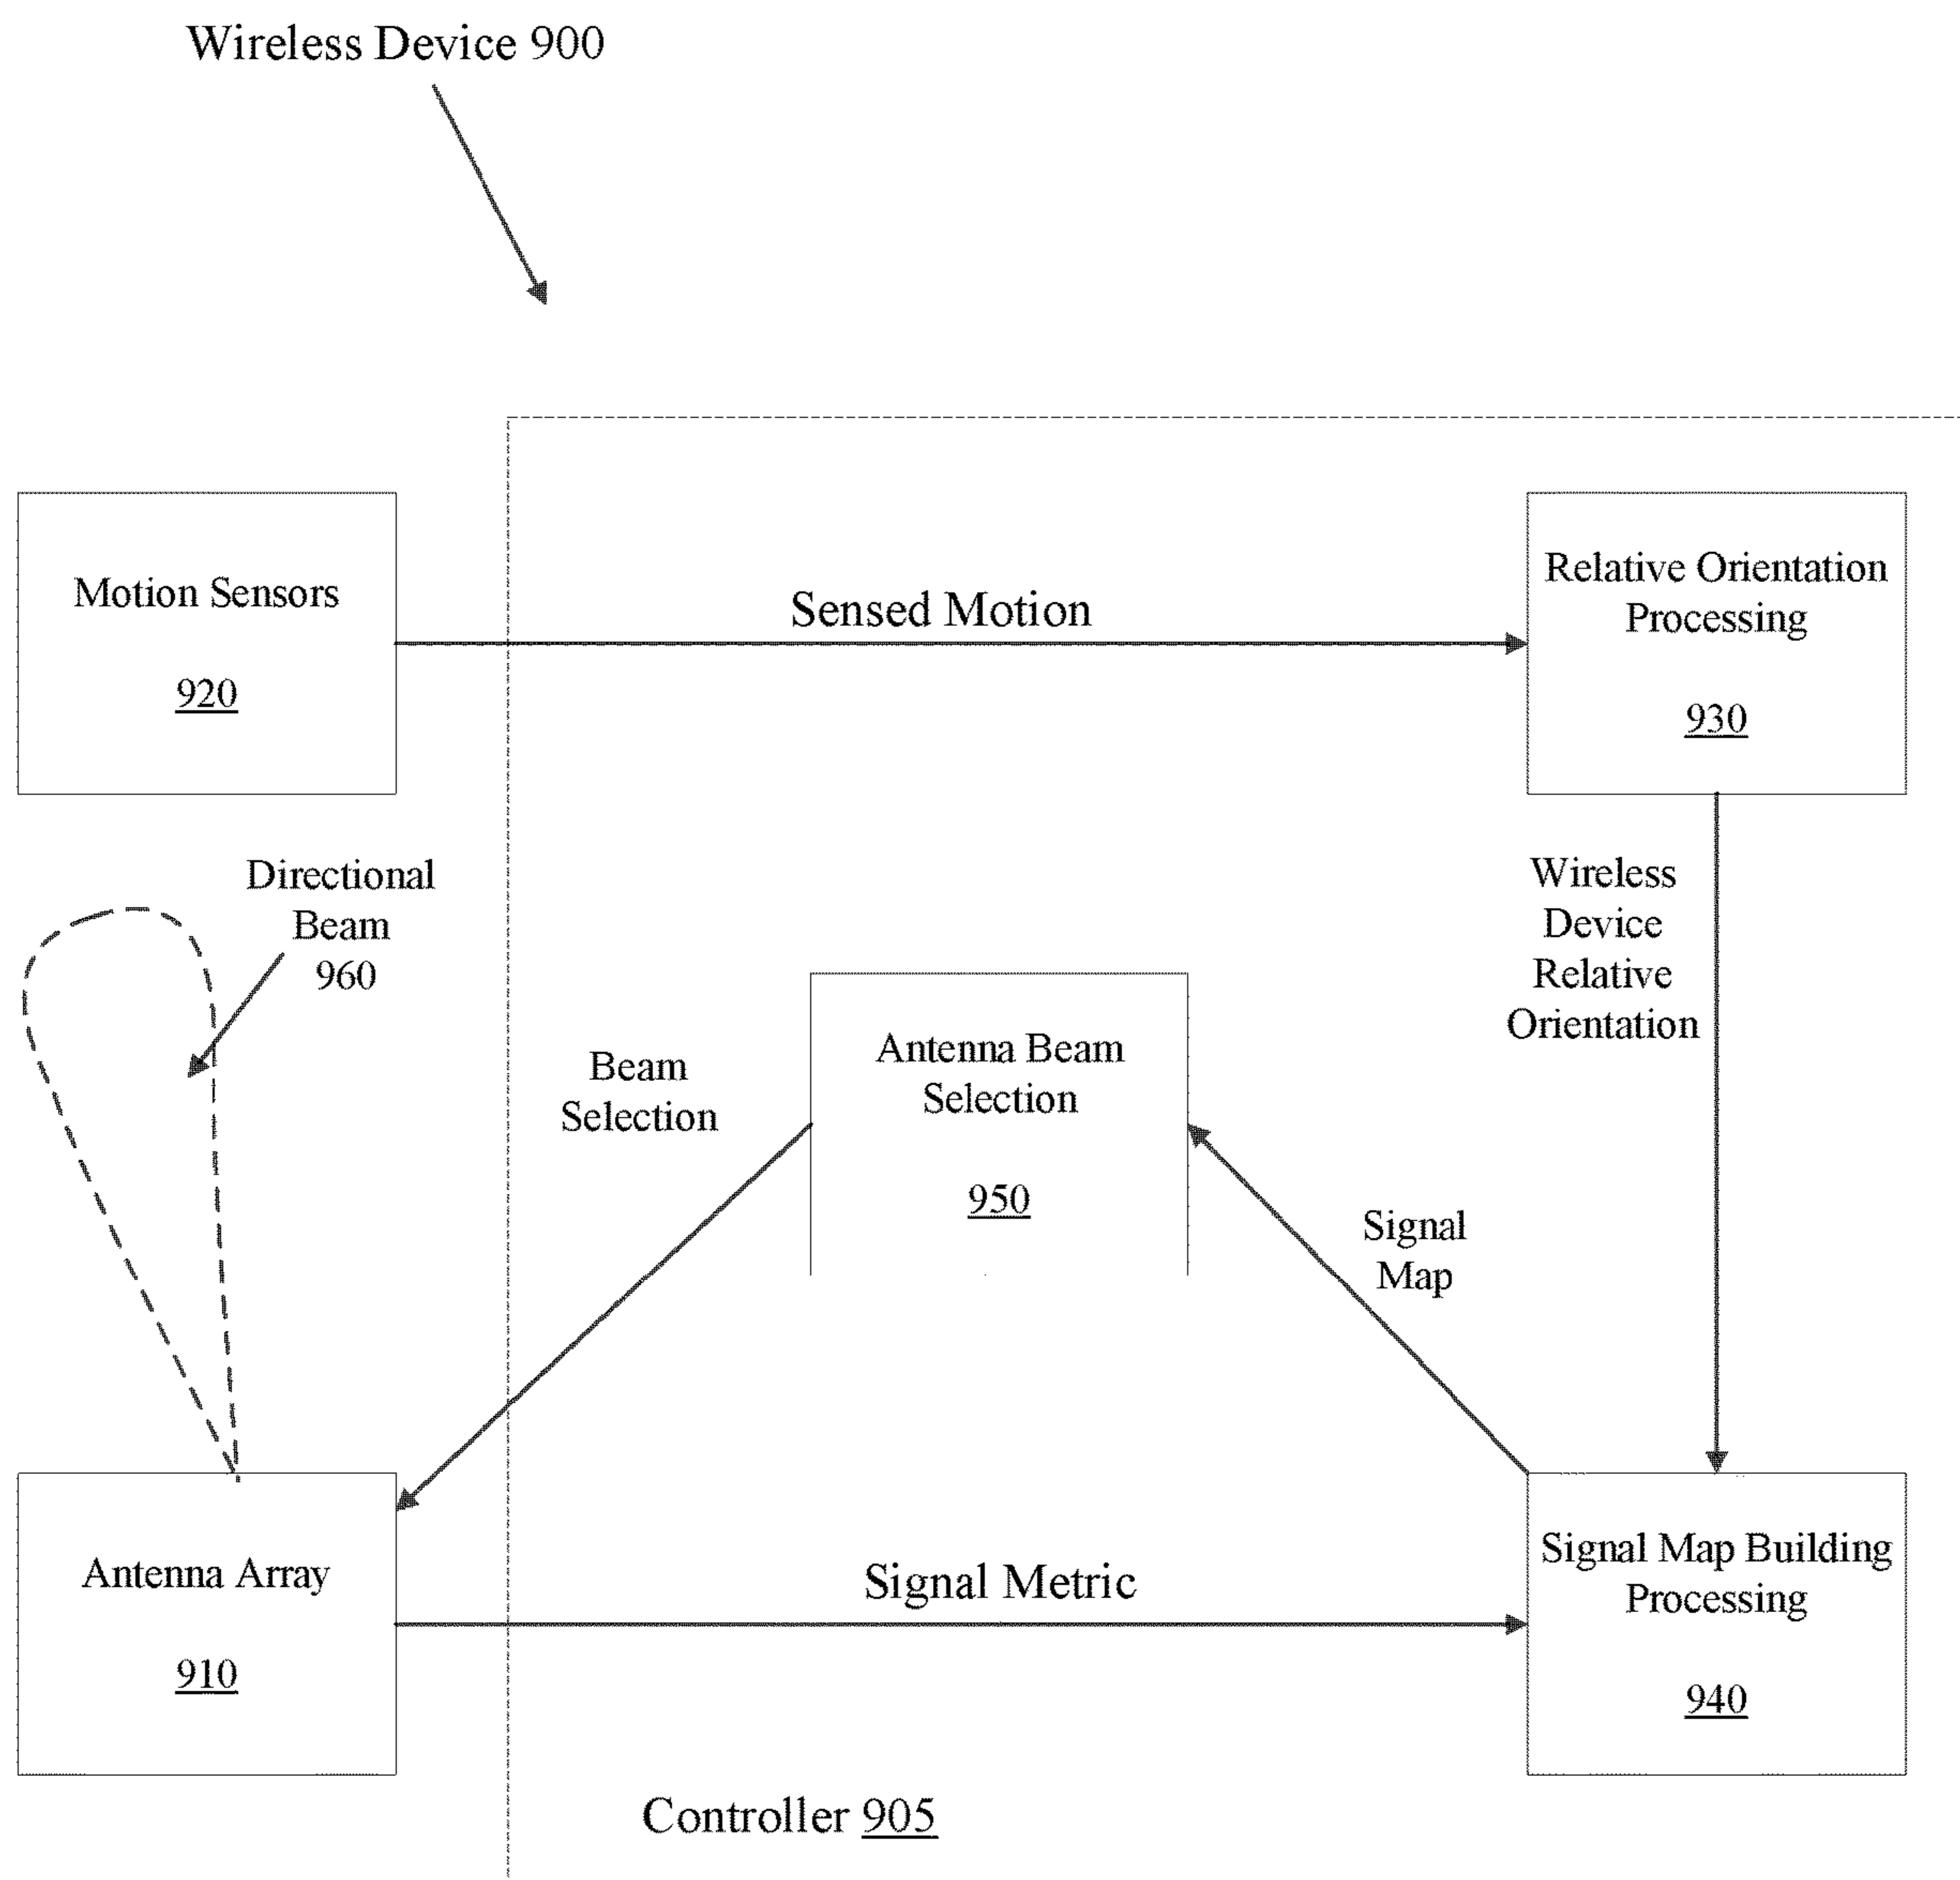 Wireless Device 900
Motion Sensors
920
Sensed Motion
Relative Orientation
Processing
930
Directional
Beam
960
Wireless
Device
Relative
Orientation
Beam
Selection
Antenna Beam
Selection
950
Signal
Map
Antenna Array
910
Signal Metric
Signal Map Building
Processing
940
Controller 905